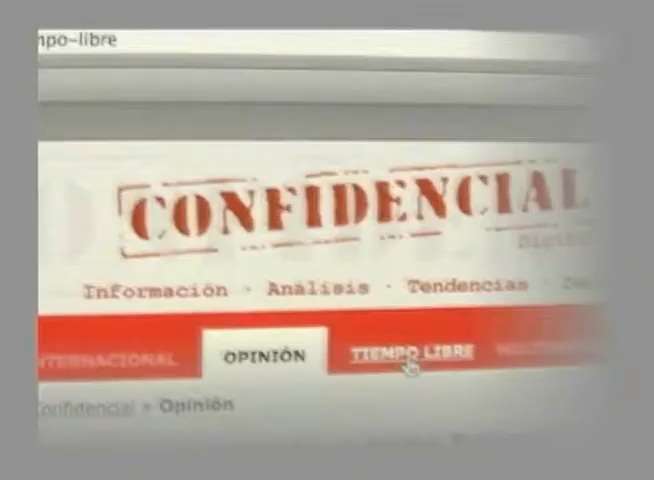 mpo-libre
CONFIDENCIAL
Información · Análisis · Tendencias ·
INTERNACIONAL OPINIÓN TIEMPO LIBRE
Confidencial » Opinión